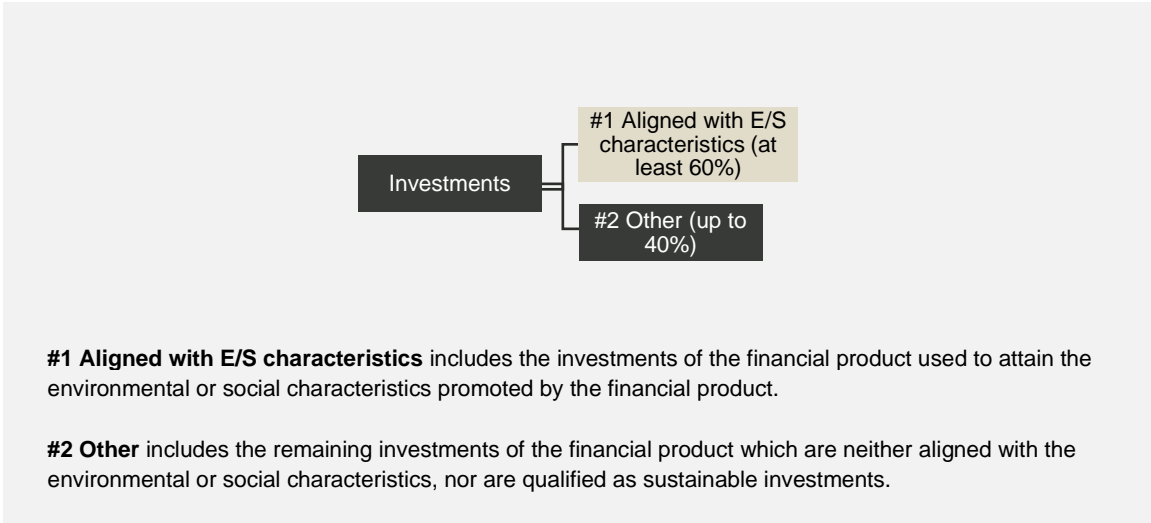 #1 Aligned with E/S
characteristics (at
least 60%)
Investments
#2 Other (up to
40%)
#1 Aligned with E/S characteristics includes the investments of the financial product used to attain the
environmental or social characteristics promoted by the financial product.
#2 Other includes the remaining investments of the financial product which are neither aligned with the
environmental or social characteristics, nor are qualified as sustainable investments.